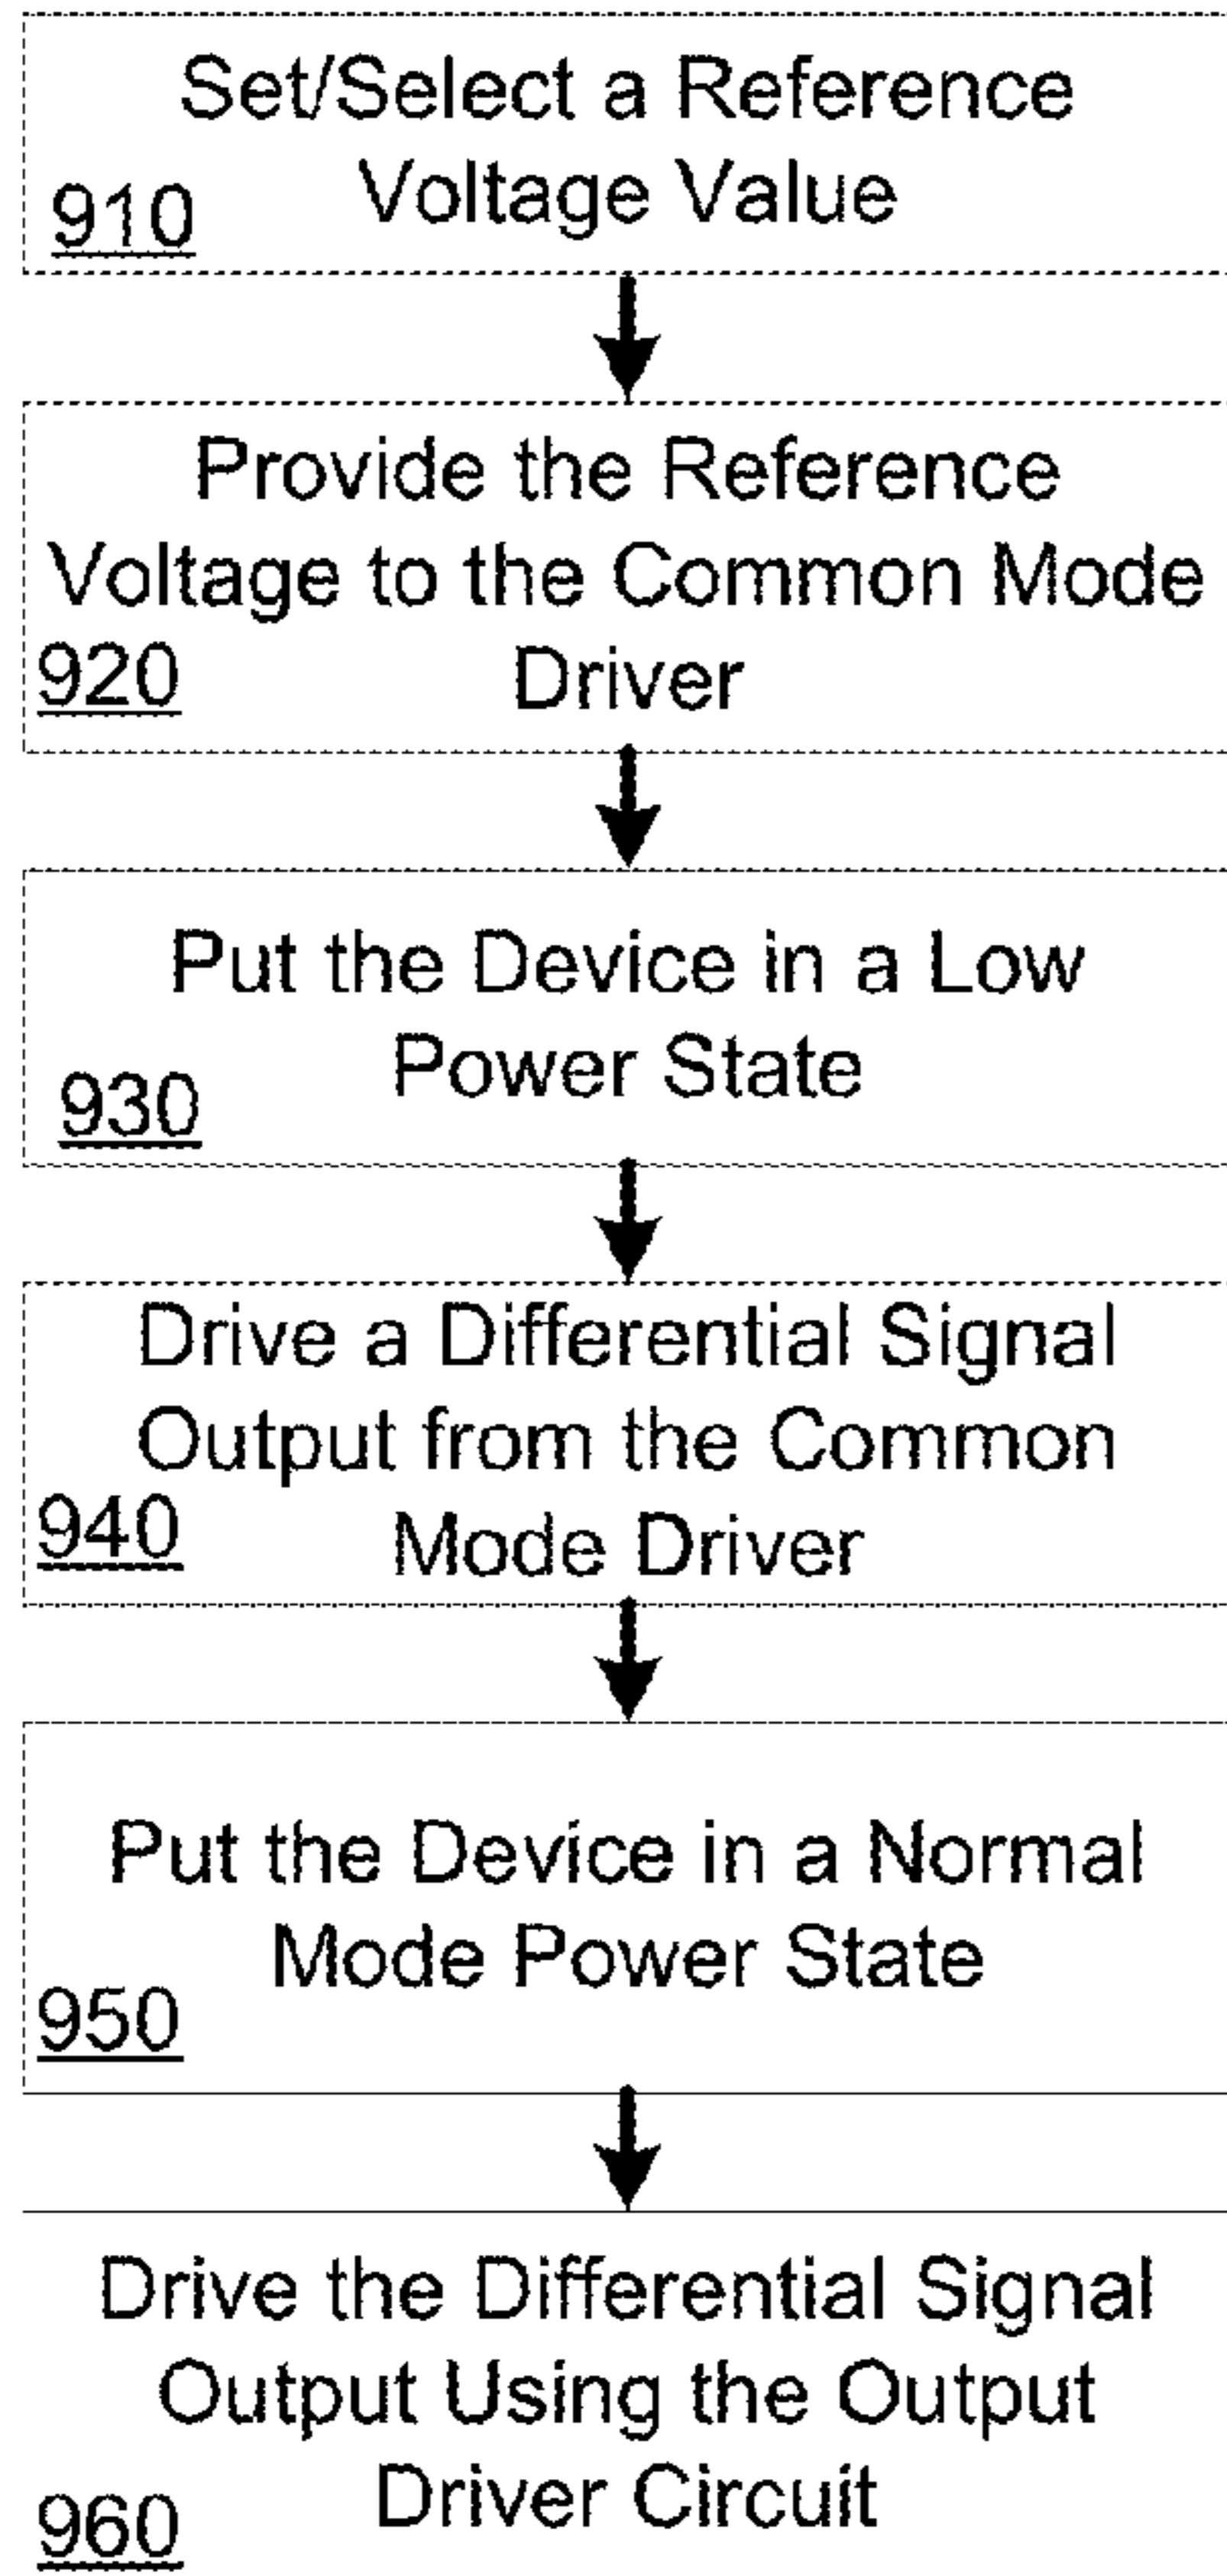 Set/Select a Reference
Voltage Value
910
Provide the Reference
Voltage to the Common Mode
Driver
920
Put the Device in a Low
Power State
930
Drive a Differential Signal
Output from the Common
Mode Driver
940
Put the Device in a Normal
Mode Power State
950
Drive the Differential Signal
Output Using the Output
Driver Circuit
960